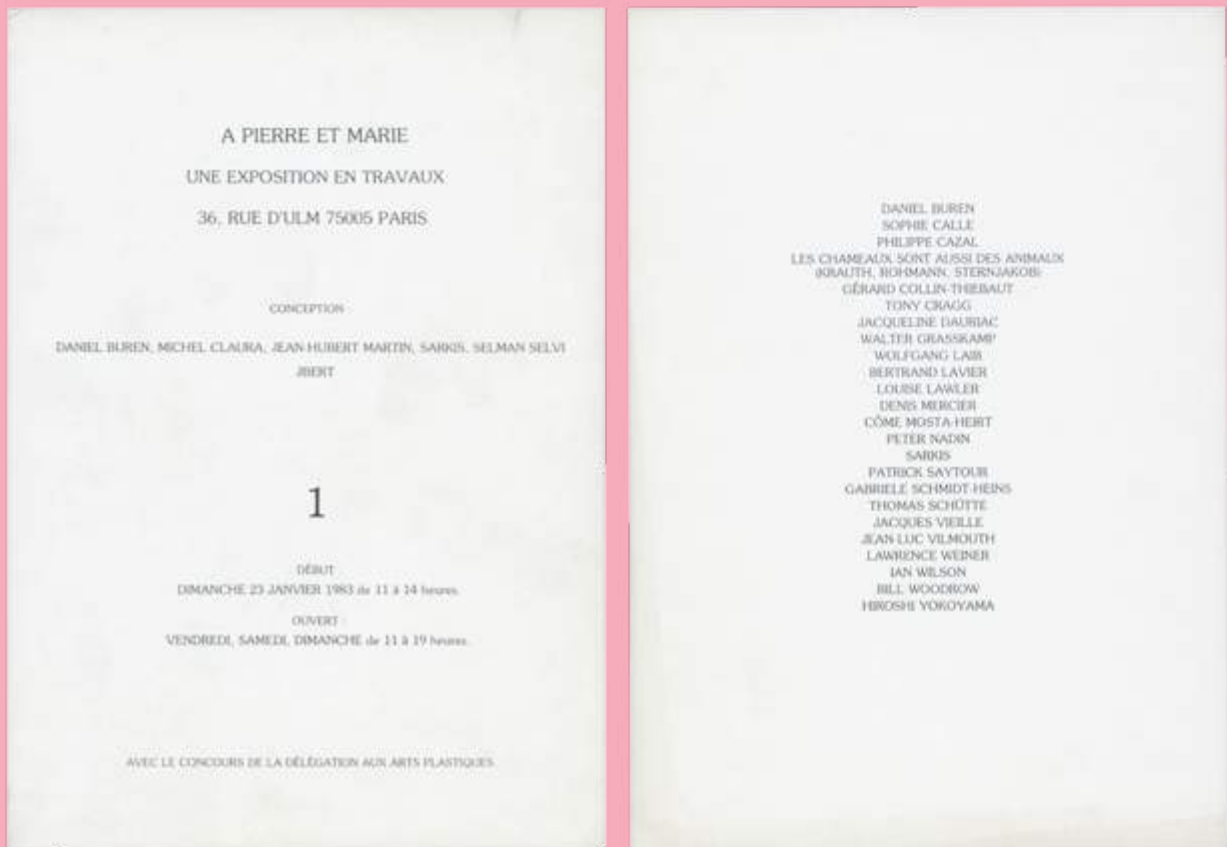 A PIERRE ET MARIE
UNE EXPOSITION EN TRAVAUX
36, RUE D'ULM 75005 PARIS
CONCEPTION
DANIEL BUREN, MICHEL CLAURA, JEAN-HUBERT MARTIN, SARKIS, SELMAN SELVI
JIBERT
1
DÉBUT
DIMANCHE 23 JANVIER 1983 de 11 à 14 heures.
OUVERT
VENDREDI, SAMEDI, DIMANCHE de 11 à 19 heures.
AVEC LE CONCOURS DE LA DÉLÉGATION AUX ARTS PLASTIQUES
DANIEL BUREN
SOPHIE CALLE
PHILIPPE CAZAL
LES CHAMEAUX SONT AUSSI DES ANIMAUX
(KRAUTH, ROHMANN, STERNJAKOB)
GÉRARD COLLIN-THIEBAUT
TONY CRAGG
JACQUELINE DAURIAC
WALTER GRASSKAMP
WOLFGANG LAIB
BERTRAND LAVIER
LOUISE LAWLER
DENIS MERCIER
CÔME MOSTA-HEIRT
PETER NADIN
SARKIS
PATRICK SAYTOUR
GABRIELE SCHMIDT-HEINS
THOMAS SCHÜTTE
JACQUES VIEILLE
JEAN-LUC VILMOUTH
LAWRENCE WEINER
IAN WILSON
BILL WOODROW
HIROSHI YOKOYAMA